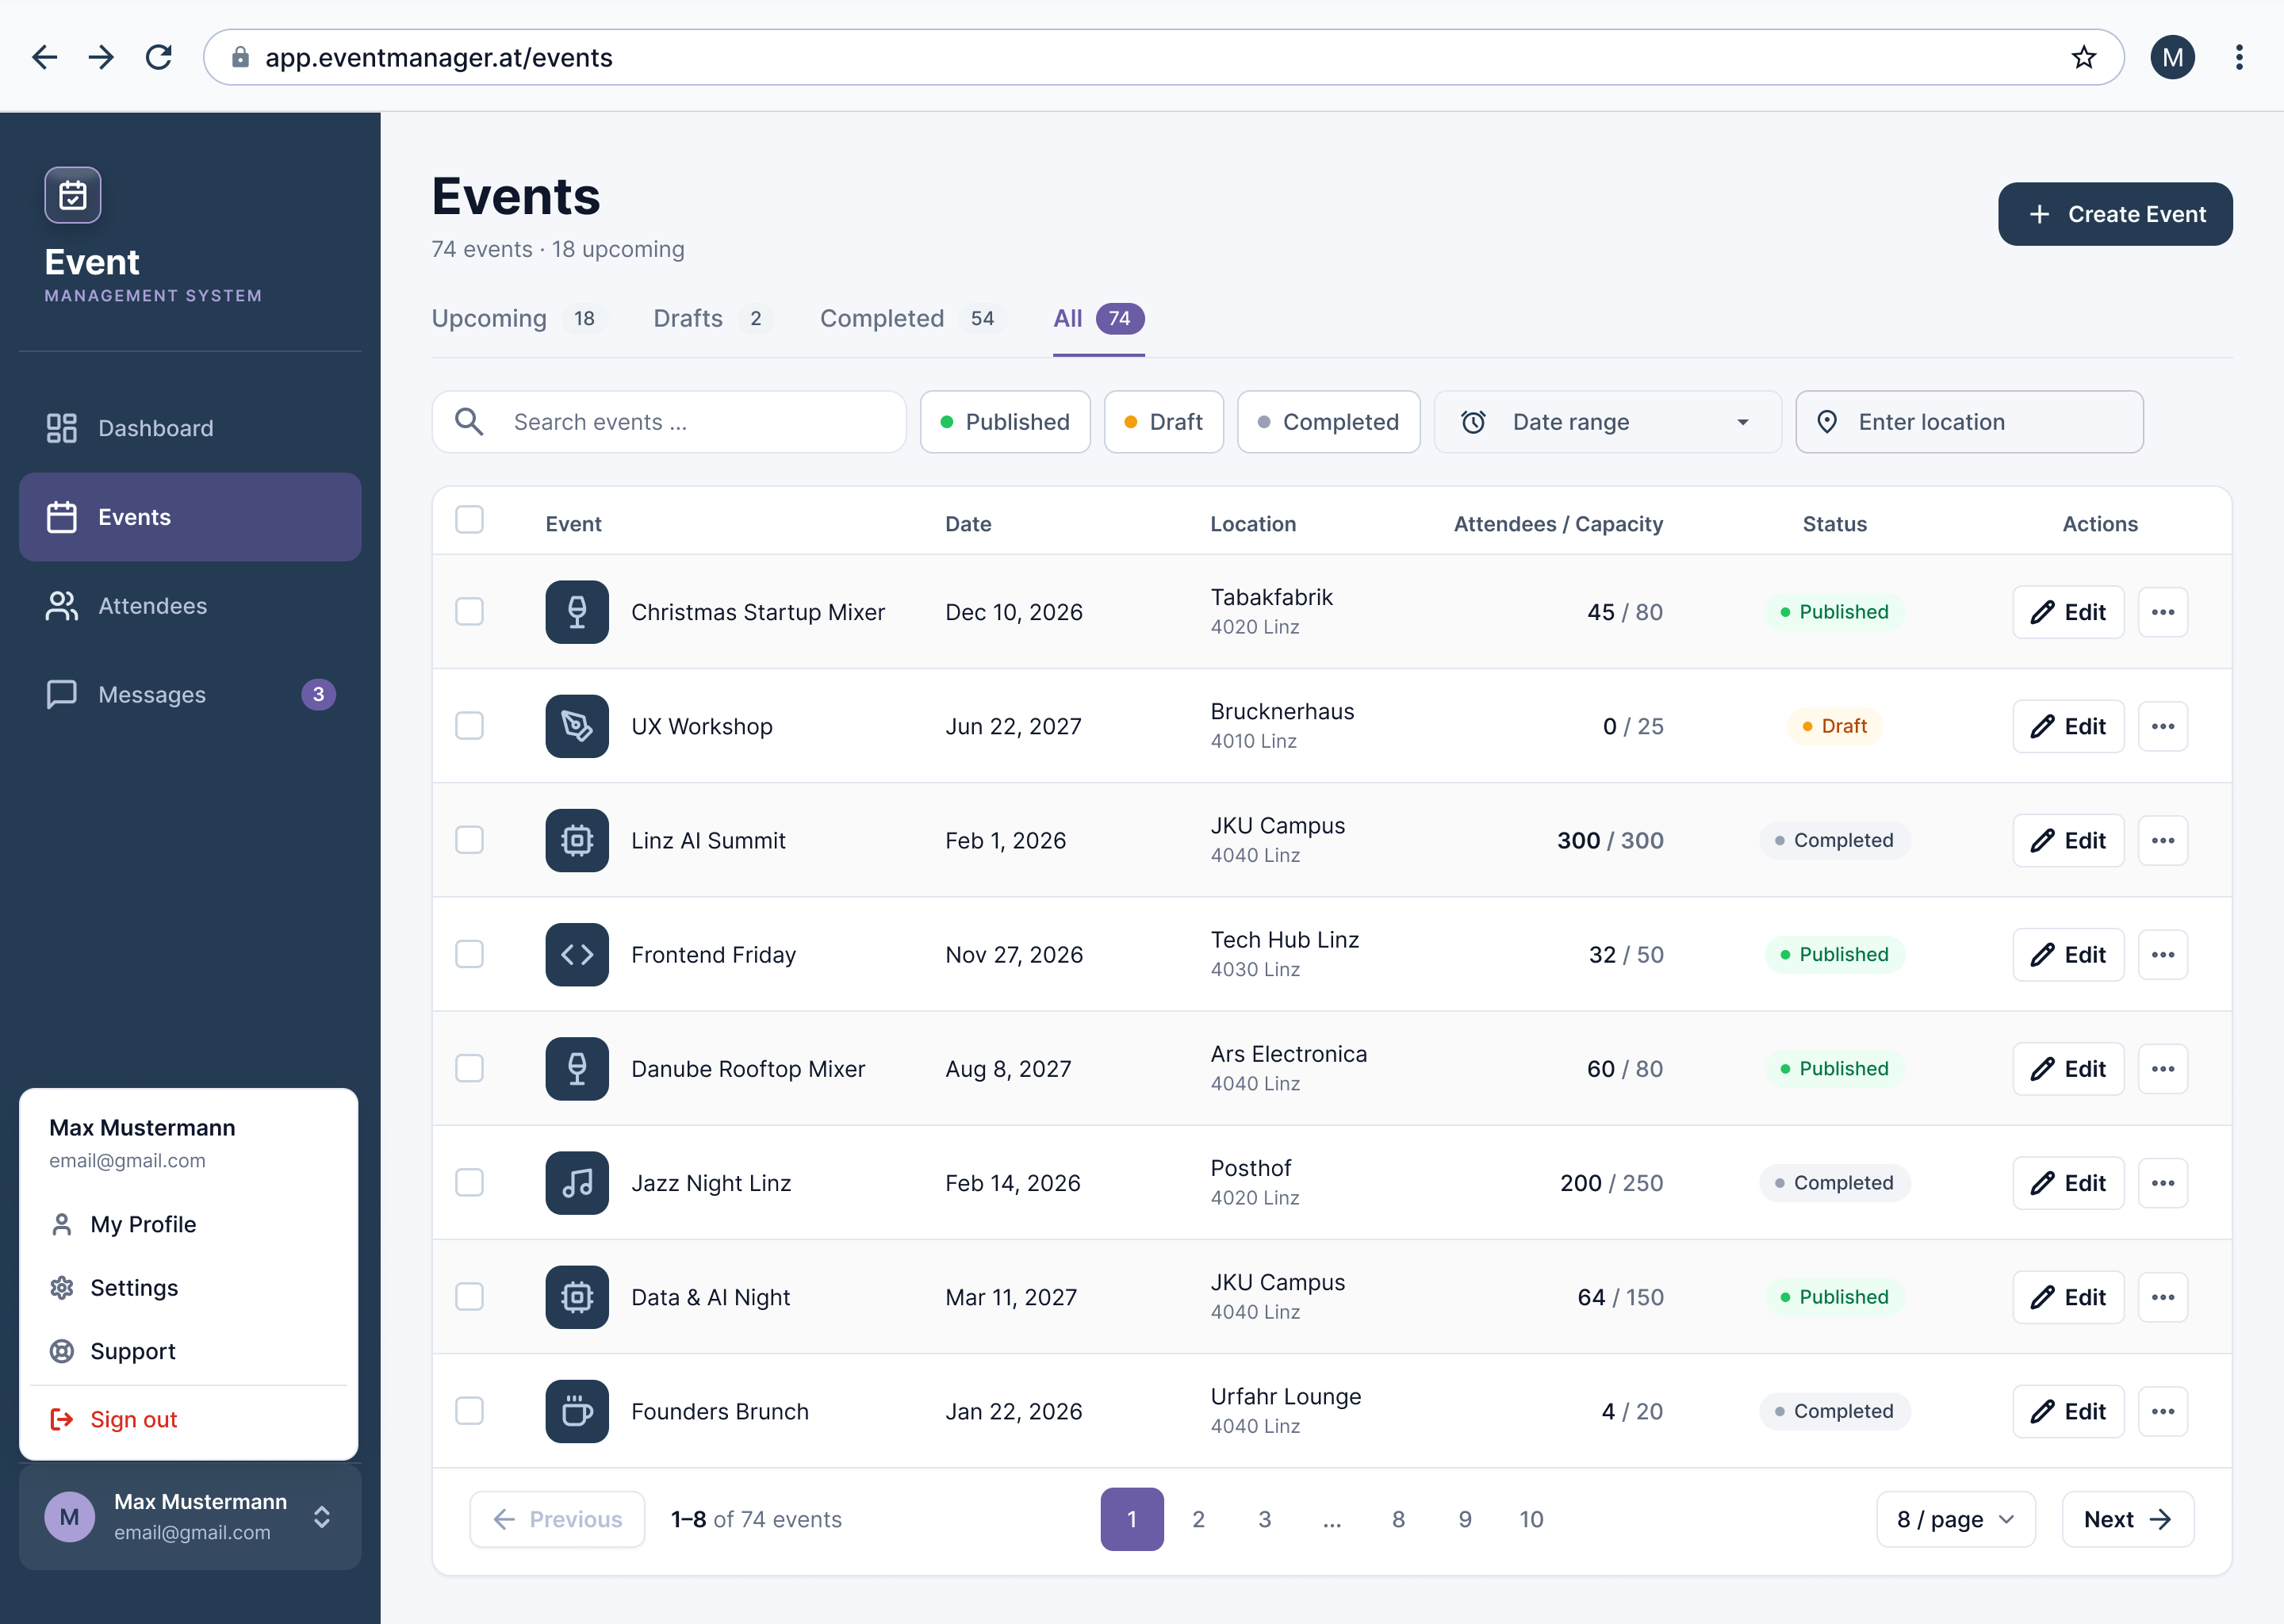 app.eventmanager.at/events
M
Event
MANAGEMENT SYSTEM
Dashboard
Events
Attendees
Messages 3
Max Mustermann
email@gmail.com
My Profile
Settings
Support
Sign out
M
Max Mustermann
email@gmail.com
Events
74 events · 18 upcoming
Create Event
Upcoming 18 Drafts 2 Completed 54 All 74
Search events ... Published Draft Completed Date range Enter location
Event Date Location Attendees / Capacity Status Actions
Christmas Startup Mixer Dec 10, 2026 Tabakfabrik 45 / 80 Published Edit
4020 Linz
UX Workshop Jun 22, 2027 Brucknerhaus 0 / 25 Draft Edit
4010 Linz
Linz AI Summit Feb 1, 2026 JKU Campus 300 / 300 Completed Edit
4040 Linz
Frontend Friday Nov 27, 2026 Tech Hub Linz 32 / 50 Published Edit
4030 Linz
Danube Rooftop Mixer Aug 8, 2027 Ars Electronica 60 / 80 Published Edit
4040 Linz
Jazz Night Linz Feb 14, 2026 Posthof 200 / 250 Completed Edit
4020 Linz
Data & AI Night Mar 11, 2027 JKU Campus 64 / 150 Published Edit
4040 Linz
Founders Brunch Jan 22, 2026 Urfahr Lounge 4 / 20 Completed Edit
4040 Linz
Previous 1–8 of 74 events 1 2 3 ... 8 9 10 8 / page Next